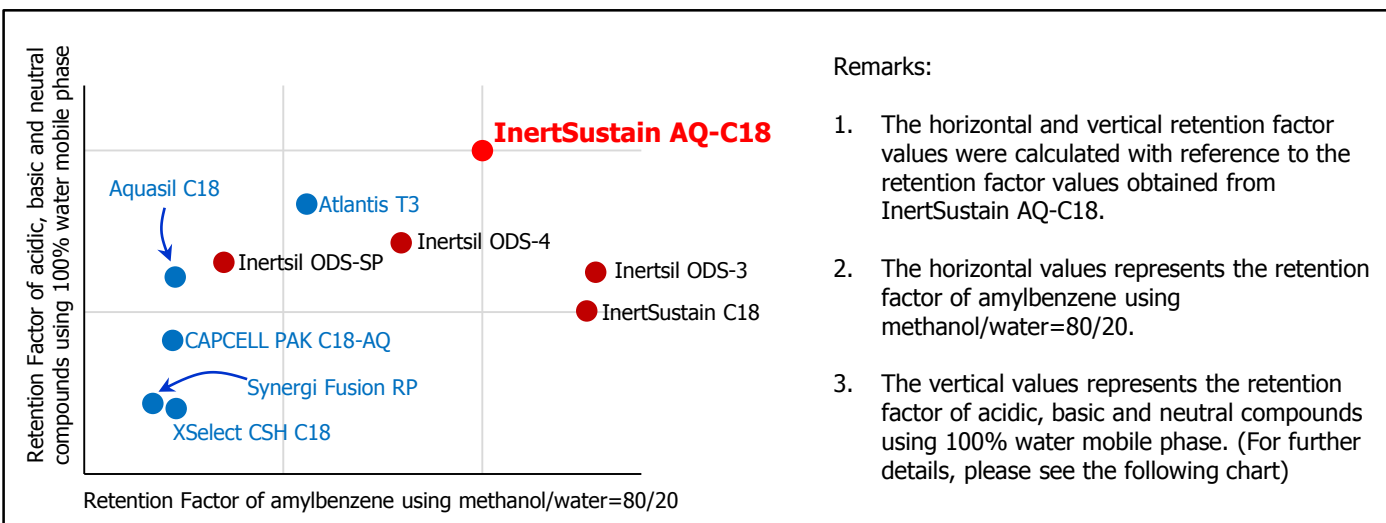 Retention Factor of acidic, basic and neutral
compounds using 100% water mobile phase
InertSustain AQ-C18
Aquasil C18
Atlantis T3
Inertsil ODS-4
Inertsil ODS-SP
Inertsil ODS-3
InertSustain C18
CAPCELL PAK C18-AQ
Synergi Fusion RP
XSelect CSH C18
Retention Factor of amylbenzene using methanol/water=80/20
Remarks:
1. The horizontal and vertical retention factor
values were calculated with reference to the
retention factor values obtained from
InertSustain AQ-C18.
2. The horizontal values represents the retention
factor of amylbenzene using
methanol/water=80/20.
3. The vertical values represents the retention
factor of acidic, basic and neutral compounds
using 100% water mobile phase. (For further
details, please see the following chart)